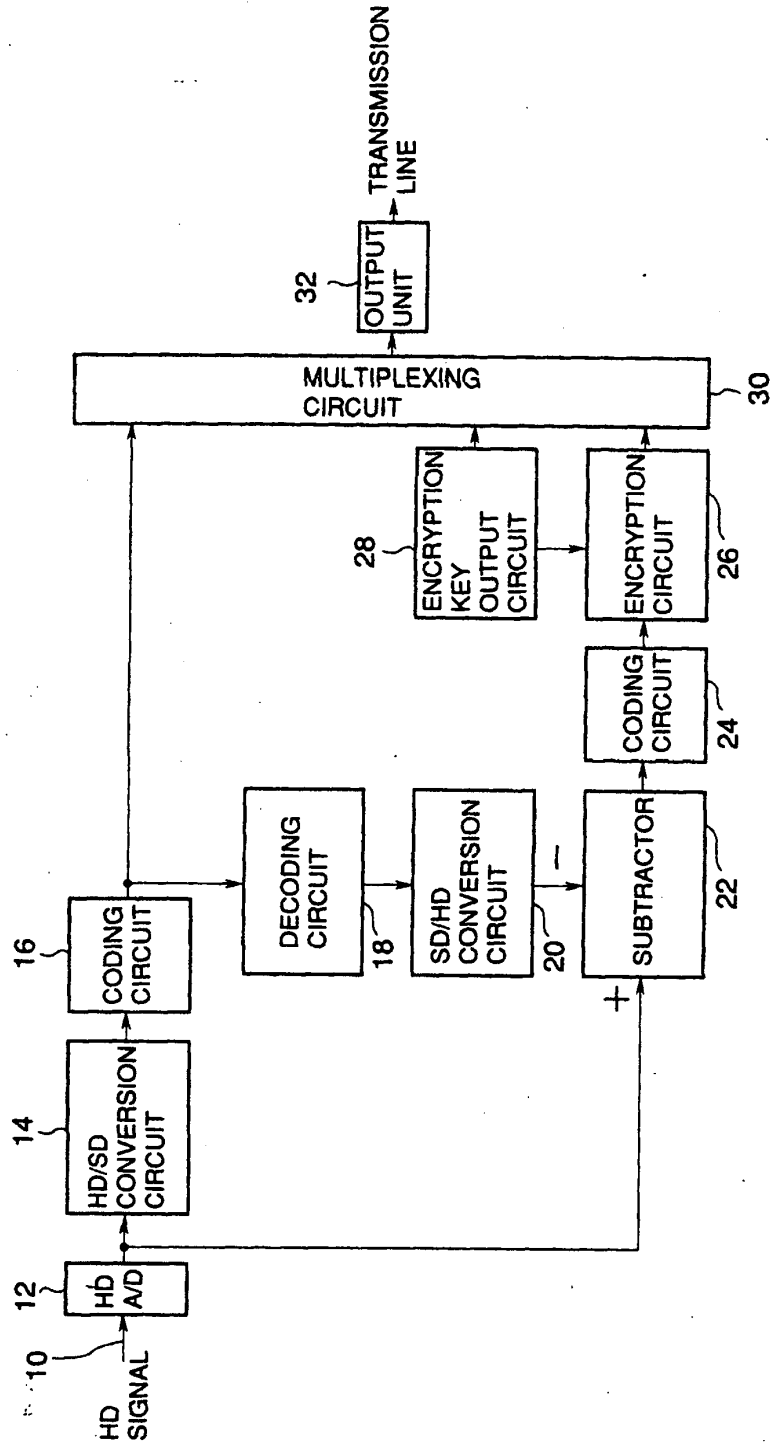 HD
SIGNAL
10
12
HD
A/D
14
HD/SD
CONVERSION
CIRCUIT
16
CODING
CIRCUIT
DECODING
CIRCUIT
18
SD/HD
CONVERSION
CIRCUIT
20
−
+
SUBTRACTOR
22
CODING
CIRCUIT
24
28
ENCRYPTION
KEY
OUTPUT
CIRCUIT
ENCRYPTION
CIRCUIT
26
MULTIPLEXING
CIRCUIT
30
32
OUTPUT
UNIT
TRANSMISSION
LINE